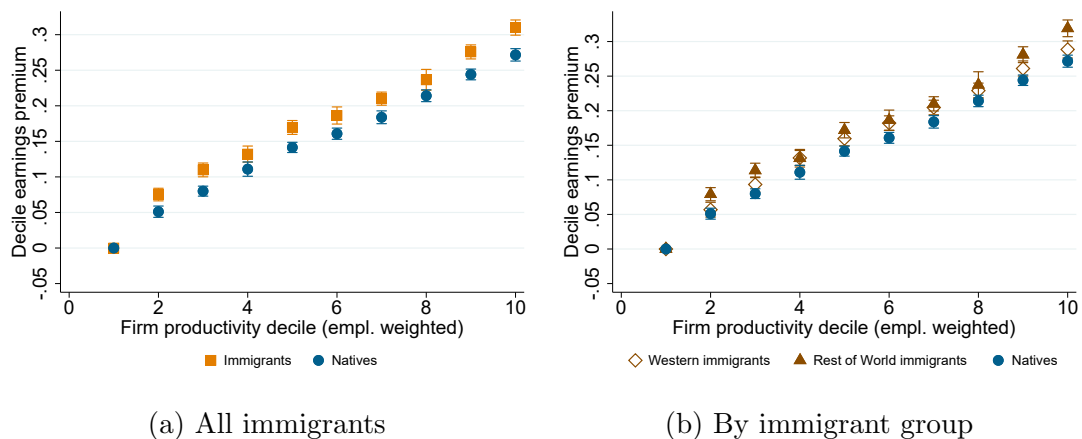 Decile earnings premium
.3
.25
.2
.15
.1
.05
0
-.05
0 2 4 6 8 10
Firm productivity decile (empl. weighted)
Immigrants Natives
(a) All immigrants
Decile earnings premium
.3
.25
.2
.15
.1
.05
0
-.05
0 2 4 6 8 10
Firm productivity decile (empl. weighted)
Western immigrants Rest of World immigrants Natives
(b) By immigrant group